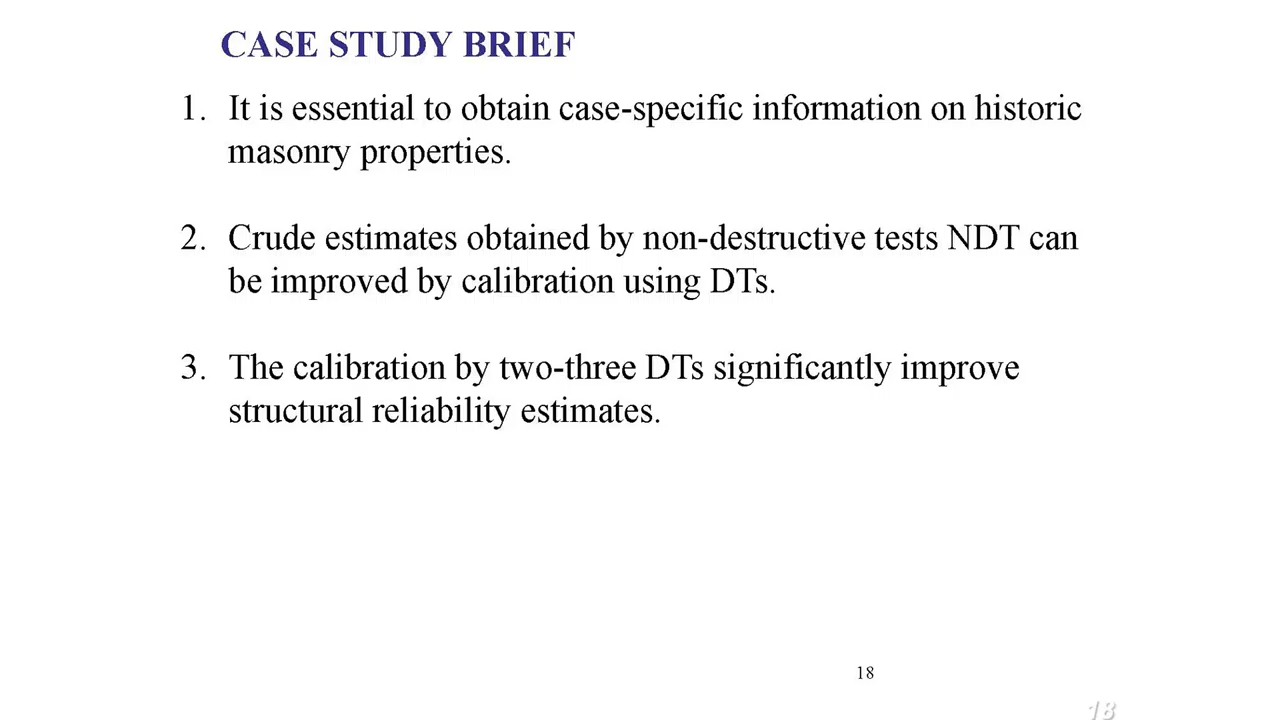 CASE STUDY BRIEF
1. It is essential to obtain case-specific information on historic
masonry properties.
2. Crude estimates obtained by non-destructive tests NDT can
be improved by calibration using DTs.
3. The calibration by two-three DTs significantly improve
structural reliability estimates.
18
18